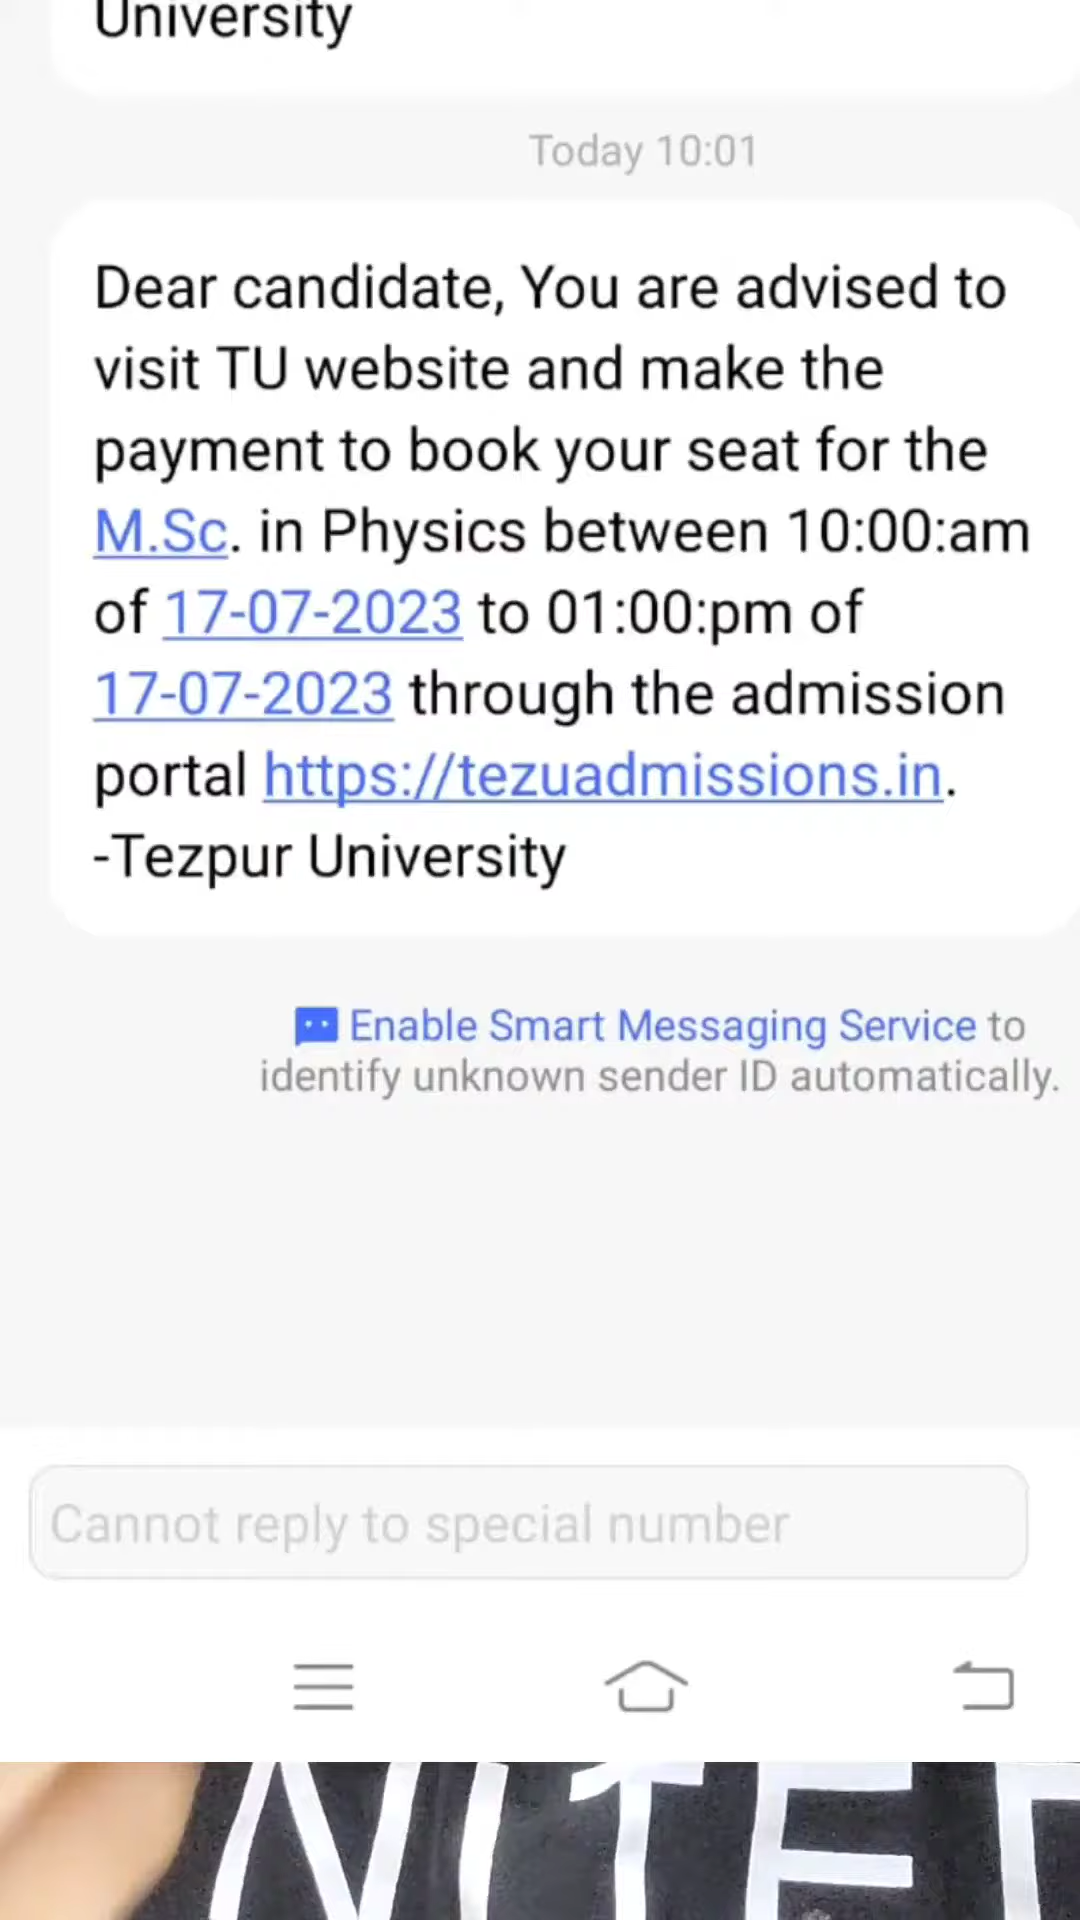 University
Today 10:01
Dear candidate, You are advised to
visit TU website and make the
payment to book your seat for the
M.Sc. in Physics between 10:00:am
of 17-07-2023 to 01:00:pm of
17-07-2023 through the admission
portal https://tezuadmissions.in.
-Tezpur University
Enable Smart Messaging Service to
identify unknown sender ID automatically.
Cannot reply to special number